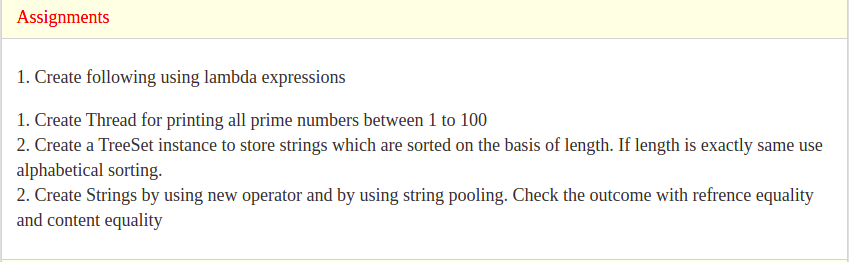 Assignments
1. Create following using lambda expressions
1. Create Thread for printing all prime numbers between 1 to 100
2. Create a TreeSet instance to store strings which are sorted on the basis of length. If length is exactly same use
alphabetical sorting.
2. Create Strings by using new operator and by using string pooling. Check the outcome with refrence equality
and content equality